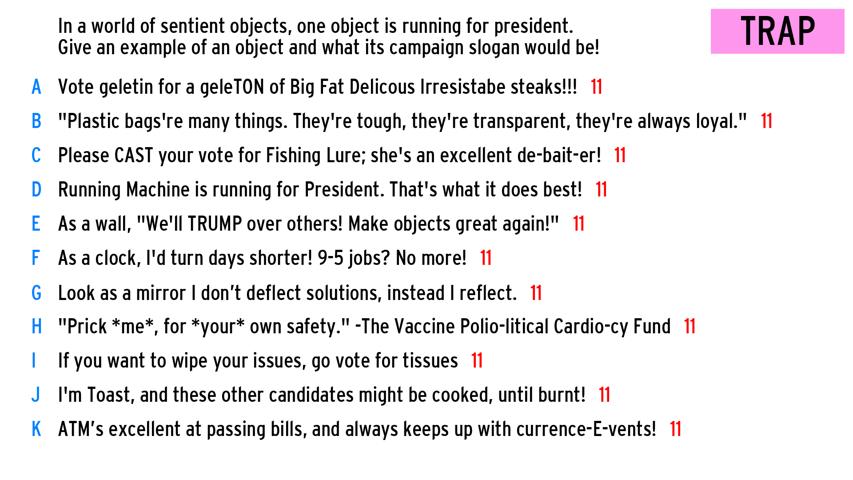 In a world of sentient objects, one object is running for president.
Give an example of an object and what its campaign slogan would be!
TRAP
A Vote geletin for a geleTON of Big Fat Delicous Irresistabe steaks!!! 11
B "Plastic bags're many things. They're tough, they're transparent, they're always loyal." 11
C Please CAST your vote for Fishing Lure; she's an excellent de-bait-er! 11
D Running Machine is running for President. That's what it does best! 11
E As a wall, "We'll TRUMP over others! Make objects great again!" 11
F As a clock, I'd turn days shorter! 9-5 jobs? No more! 11
G Look as a mirror I don’t deflect solutions, instead I reflect. 11
H "Prick *me*, for *your* own safety." -The Vaccine Polio-litical Cardio-cy Fund 11
I If you want to wipe your issues, go vote for tissues 11
J I'm Toast, and these other candidates might be cooked, until burnt! 11
K ATM’s excellent at passing bills, and always keeps up with currence-E-vents! 11